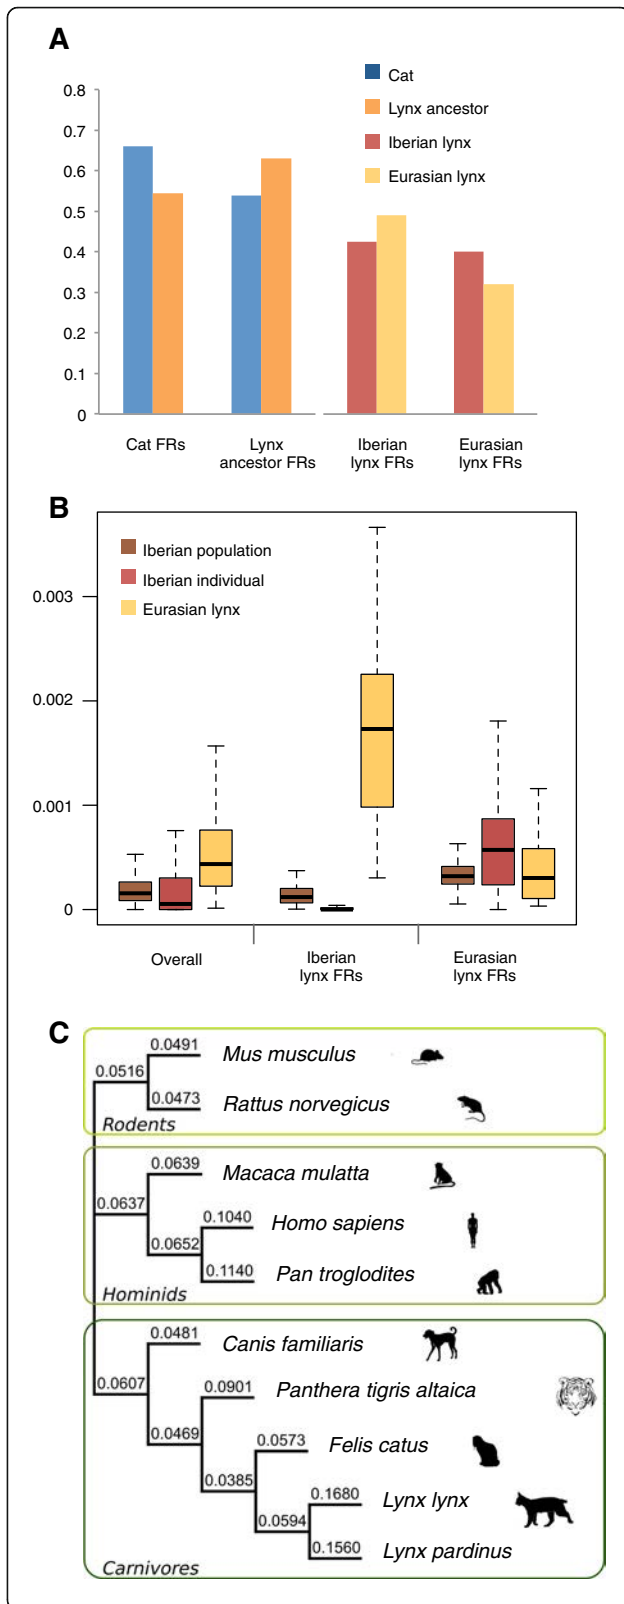 A
Cat
Lynx ancestor
Iberian lynx
Eurasian lynx
0.8
0.7
0.6
0.5
0.4
0.3
0.2
0.1
0
Cat FRs
Lynx
ancestor FRs
Iberian
lynx FRs
Eurasian
lynx FRs
B
Iberian population
Iberian individual
Eurasian lynx
0.003
0.002
0.001
0
Overall
Iberian
lynx FRs
Eurasian
lynx FRs
C
0.0491
Mus musculus
0.0516
0.0473
Rattus norvegicus
Rodents
0.0639
Macaca mulatta
0.0637
0.1040
Homo sapiens
0.0652
0.1140
Pan troglodites
Hominids
0.0481
Canis familiaris
0.0607
0.0901
Panthera tigris altaica
0.0469
0.0573
Felis catus
0.0385
0.1680
Lynx lynx
0.0594
0.1560
Lynx pardinus
Carnivores